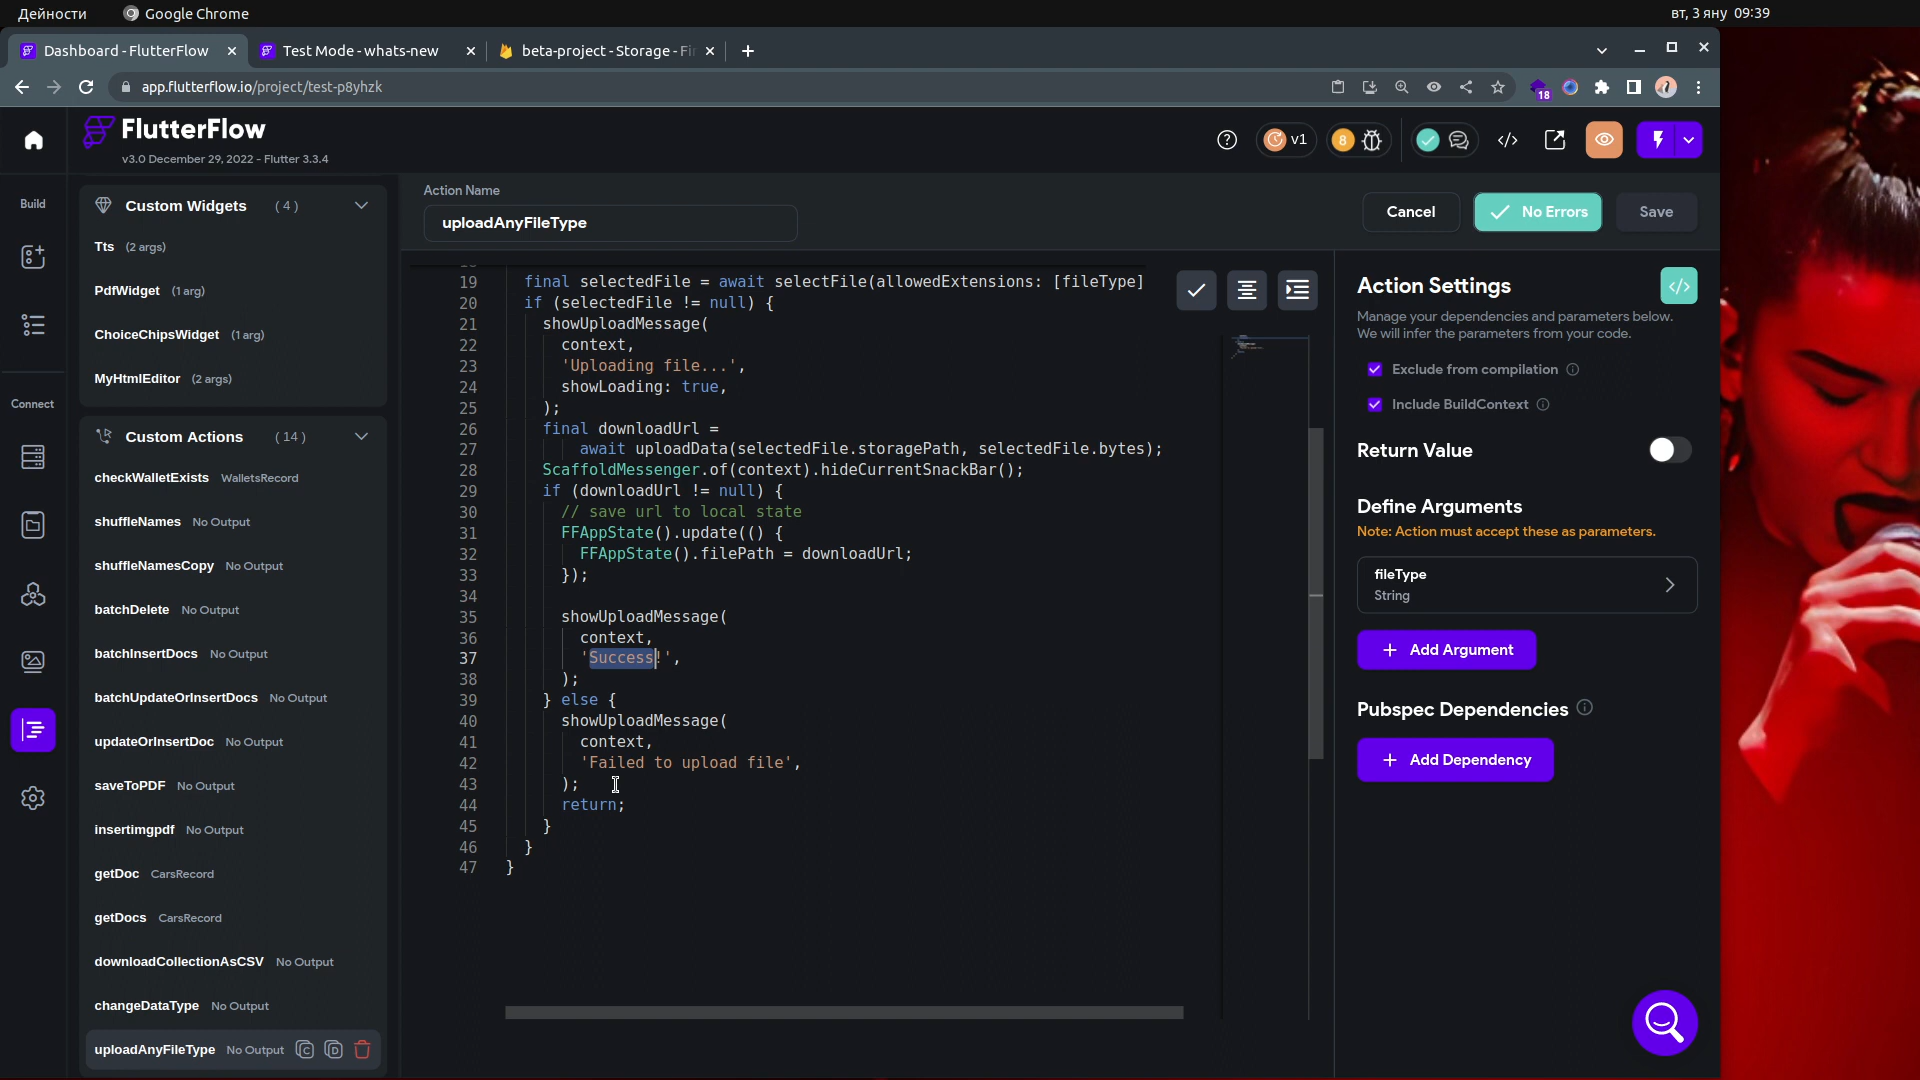 Дейности
Google Chrome
вт, 3 яну 09:39
Dashboard - FlutterFlow
Test Mode - whats-new
beta-project - Storage - Fi
app.flutterflow.io/project/test-p8yhzk
18
FlutterFlow
v3.0 December 29, 2022 - Flutter 3.3.4
v1
8
Build
Connect
Custom Widgets ( 4 )
Tts (2 args)
PdfWidget (1 arg)
ChoiceChipsWidget (1 arg)
MyHtmlEditor (2 args)
Custom Actions ( 14 )
checkWalletExists WalletsRecord
shuffleNames No Output
shuffleNamesCopy No Output
batchDelete No Output
batchInsertDocs No Output
batchUpdateOrInsertDocs No Output
updateOrInsertDoc No Output
saveToPDF No Output
insertimgpdf No Output
getDoc CarsRecord
getDocs CarsRecord
downloadCollectionAsCSV No Output
changeDataType No Output
uploadAnyFileType No Output
Action Name
uploadAnyFileType
Cancel
No Errors
Save
19 final selectedFile = await selectFile(allowedExtensions: [fileType]
20 if (selectedFile != null) {
21 showUploadMessage(
22 context,
23 'Uploading file...',
24 showLoading: true,
25 );
26 final downloadUrl =
27 await uploadData(selectedFile.storagePath, selectedFile.bytes);
28 ScaffoldMessenger.of(context).hideCurrentSnackBar();
29 if (downloadUrl != null) {
30 // save url to local state
31 FFAppState().update(() {
32 FFAppState().filePath = downloadUrl;
33 });
34
35 showUploadMessage(
36 context,
37 'Success!',
38 );
39 } else {
40 showUploadMessage(
41 context,
42 'Failed to upload file',
43 );
44 return;
45 }
46 }
47 }
Action Settings
Manage your dependencies and parameters below.
We will infer the parameters from your code.
Exclude from compilation
Include BuildContext
Return Value
Define Arguments
Note: Action must accept these as parameters.
fileType
String
+ Add Argument
Pubspec Dependencies
+ Add Dependency